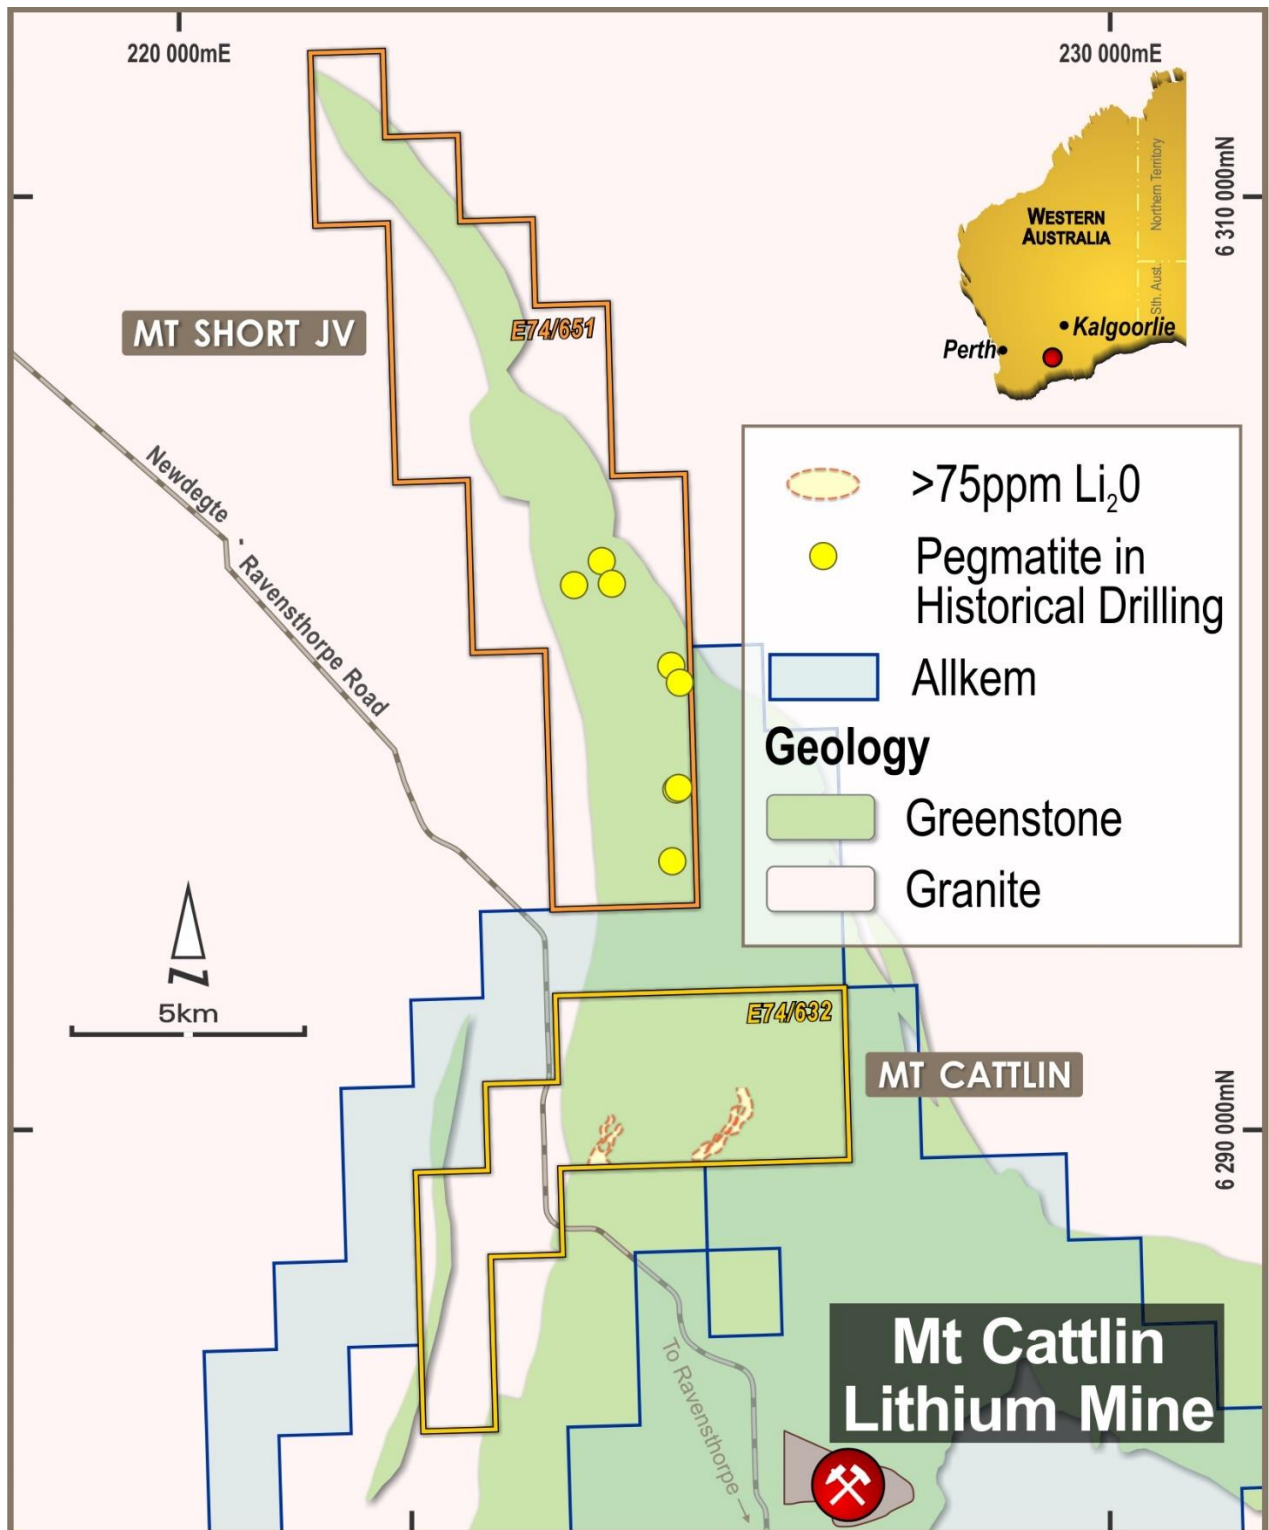 220 000mE
230 000mE
6 310 000mN
WESTERN
AUSTRALIA
Northern Territory
Sth. Aust.
Kalgoorlie
Perth
MT SHORT JV
E74/651
Newdegte - Ravensthorpe Road
>75ppm Li₂0
Pegmatite in
Historical Drilling
Allkem
Geology
Greenstone
Granite
N
5km
E74/632
MT CATTLIN
6 290 000mN
To Ravensthorpe
Mt Cattlin
Lithium Mine